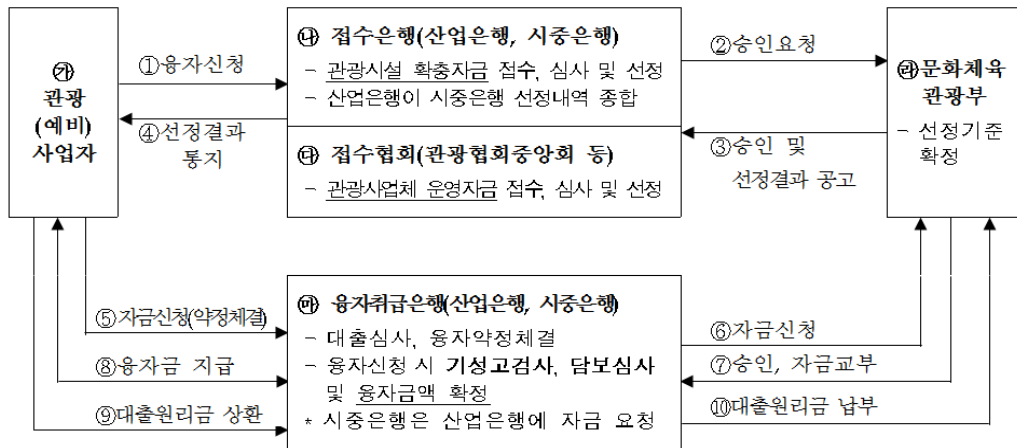 ㉮
관광
(예비)
사업자
①융자신청
④선정결과
통지
㉯ 접수은행(산업은행, 시중은행)
- 관광시설 확충자금 접수, 심사 및 선정
- 산업은행이 시중은행 선정내역 종합
㉰ 접수협회(관광협회중앙회 등)
- 관광사업체 운영자금 접수, 심사 및 선정
②승인요청
③승인 및
선정결과 공고
㉱문화체육
관광부
- 선정기준
확정
⑤자금신청(약정체결)
⑧융자금 지급
⑨대출원리금 상환
㉲ 융자취급은행(산업은행, 시중은행)
- 대출심사, 융자약정체결
- 융자신청 시 기성고검사, 담보심사
및 융자금액 확정
* 시중은행은 산업은행에 자금 요청
⑥자금신청
⑦승인, 자금교부
⑩대출원리금 납부